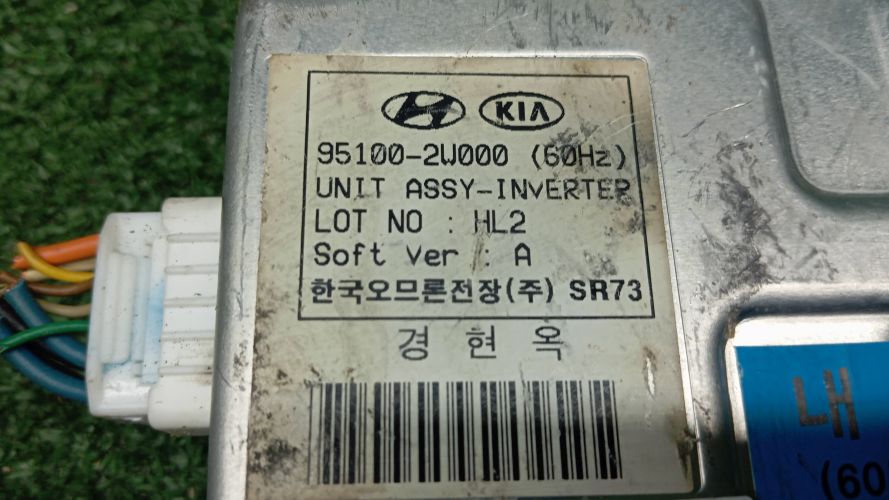 KIA
95100-2W000 (60Hz)
UNIT ASSY-INVERTER
LOT NO : HL2
Soft Ver : A
한국오므론전장(주) SR73
경 현 옥
LH
(60